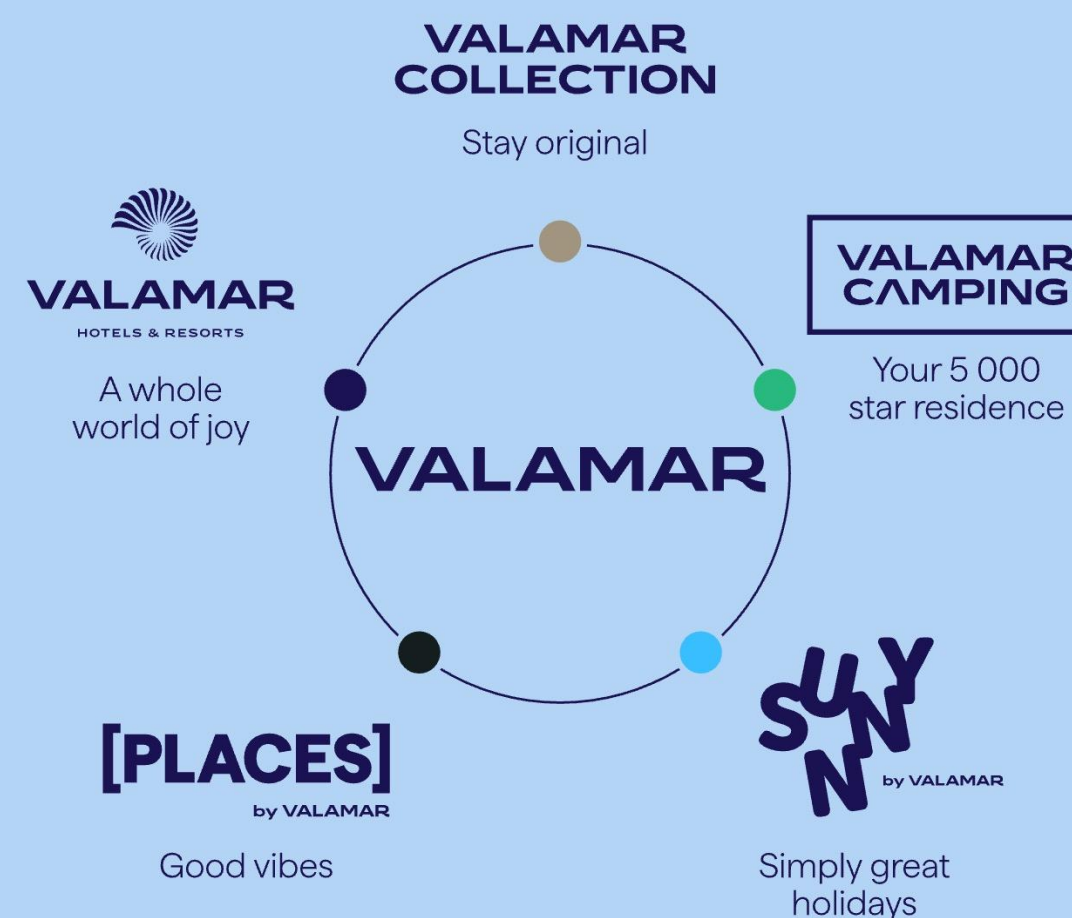 VALAMAR
COLLECTION
Stay original
VALAMAR
HOTELS & RESORTS
A whole
world of joy
VALAMAR
CAMPING
Your 5 000
star residence
VALAMAR
[PLACES]
by VALAMAR
Good vibes
SUNNY
by VALAMAR
Simply great
holidays